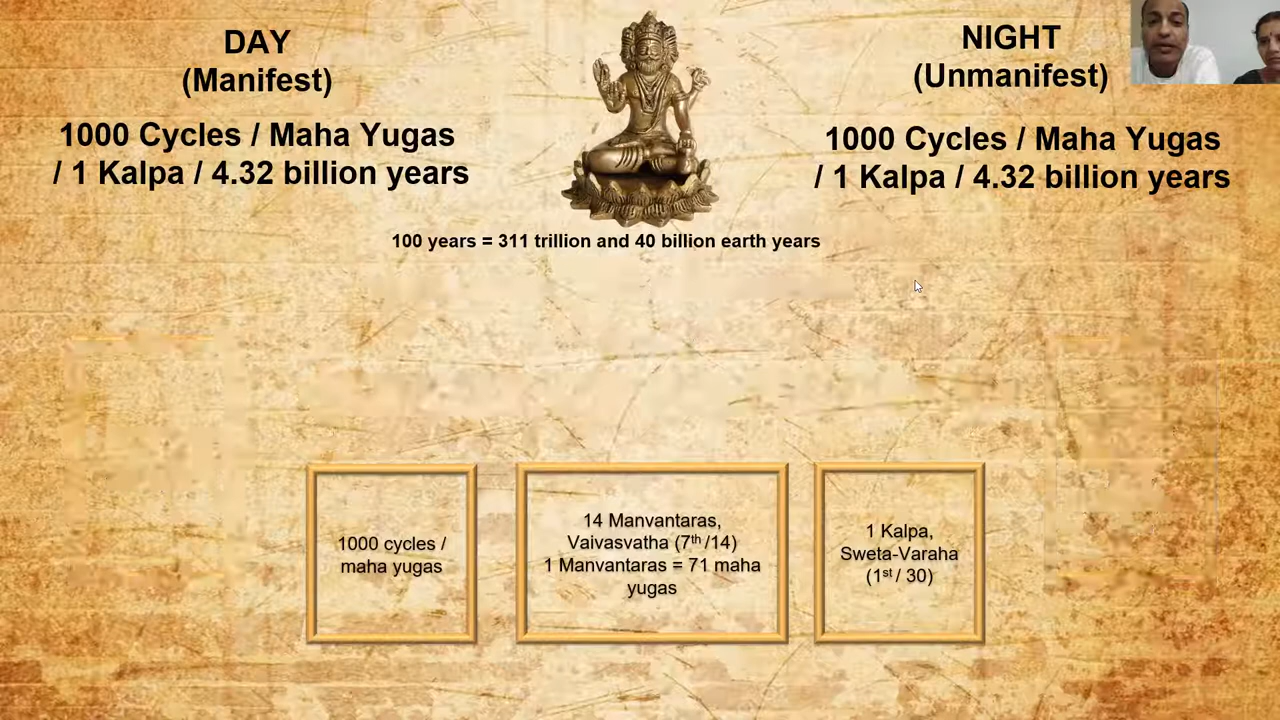 DAY
(Manifest)
1000 Cycles / Maha Yugas
/ 1 Kalpa / 4.32 billion years
NIGHT
(Unmanifest)
1000 Cycles / Maha Yugas
/ 1 Kalpa / 4.32 billion years
100 years = 311 trillion and 40 billion earth years
1000 cycles /
maha yugas
14 Manvantaras,
Vaivasvatha (7th /14)
1 Manvantaras = 71 maha
yugas
1 Kalpa,
Sweta-Varaha
(1st / 30)